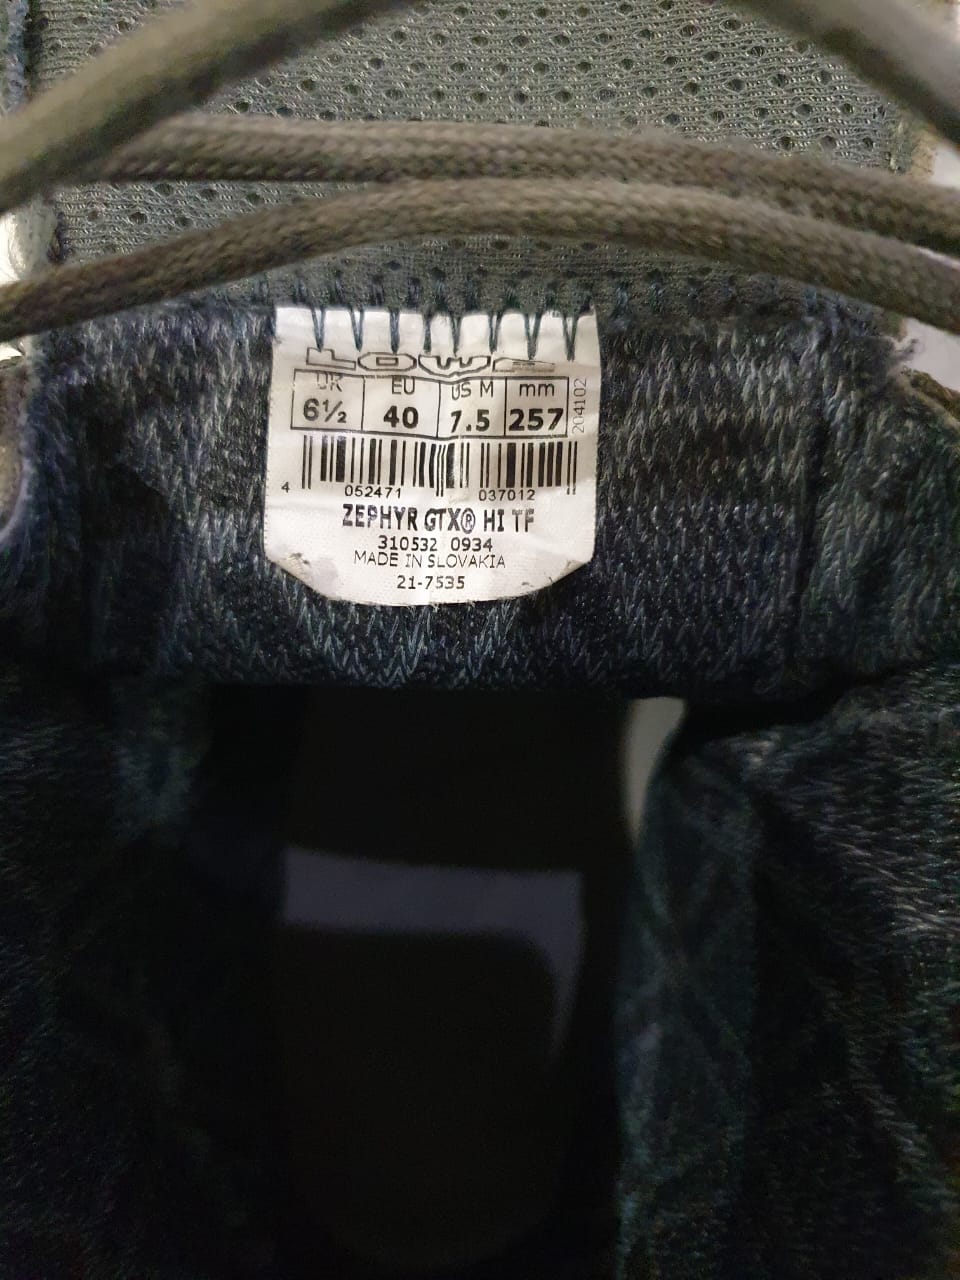 LOWA
UK EU US M mm
6½ 40 7.5 257
204102
4 052471 037012
ZEPHYR GTX® HI TF
310532 0934
MADE IN SLOVAKIA
21-7535